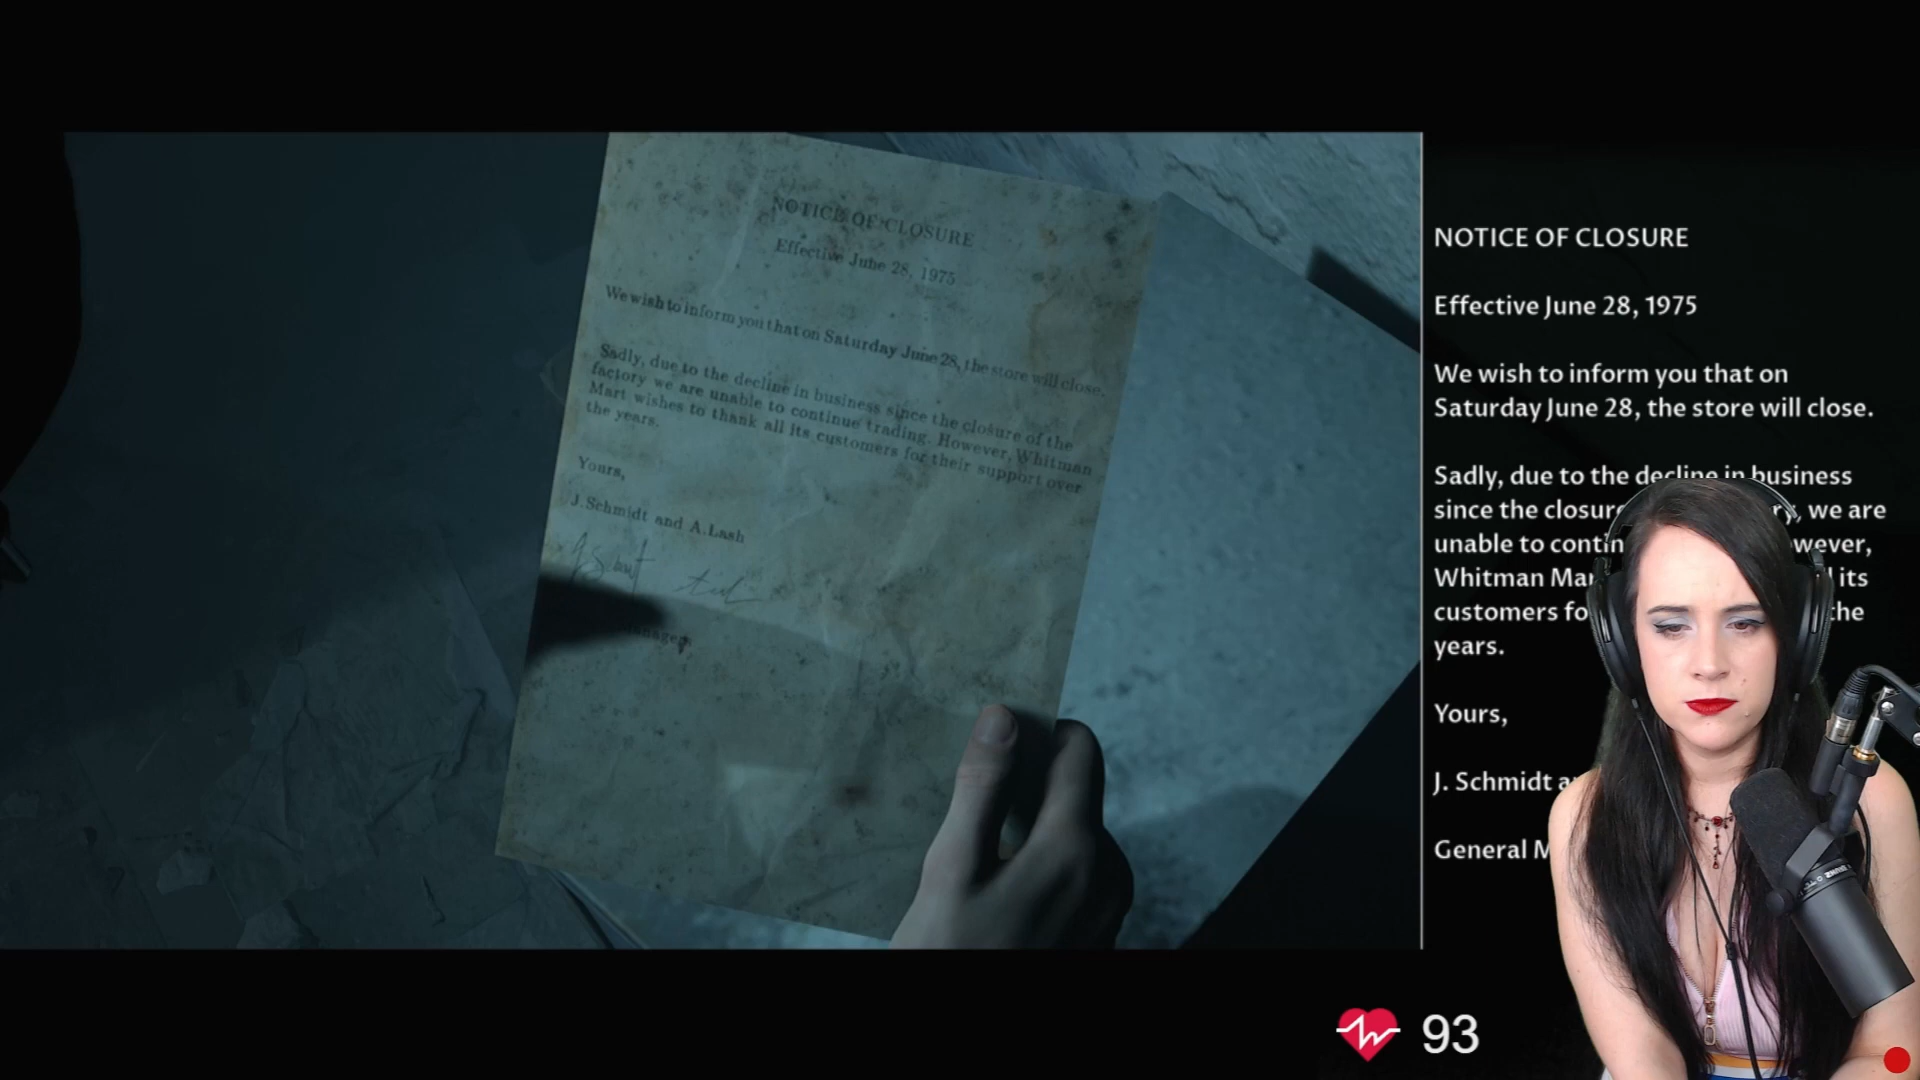 NOTICE OF CLOSURE
Effective June 28, 1975
We wish to inform you that on Saturday June 28, the store will close.
Sadly, due to the decline in business since the closure of the
factory we are unable to continue trading. However, Whitman
Mart wishes to thank all its customers for their support over
the years.
Yours,
J.Schmidt and A.Lash
NOTICE OF CLOSURE
Effective June 28, 1975
We wish to inform you that on
Saturday June 28, the store will close.
Sadly, due to the decline in business
since the closure we are
unable to
Whitman its
customers the
years.
Yours,
J. Schmidt
General
93